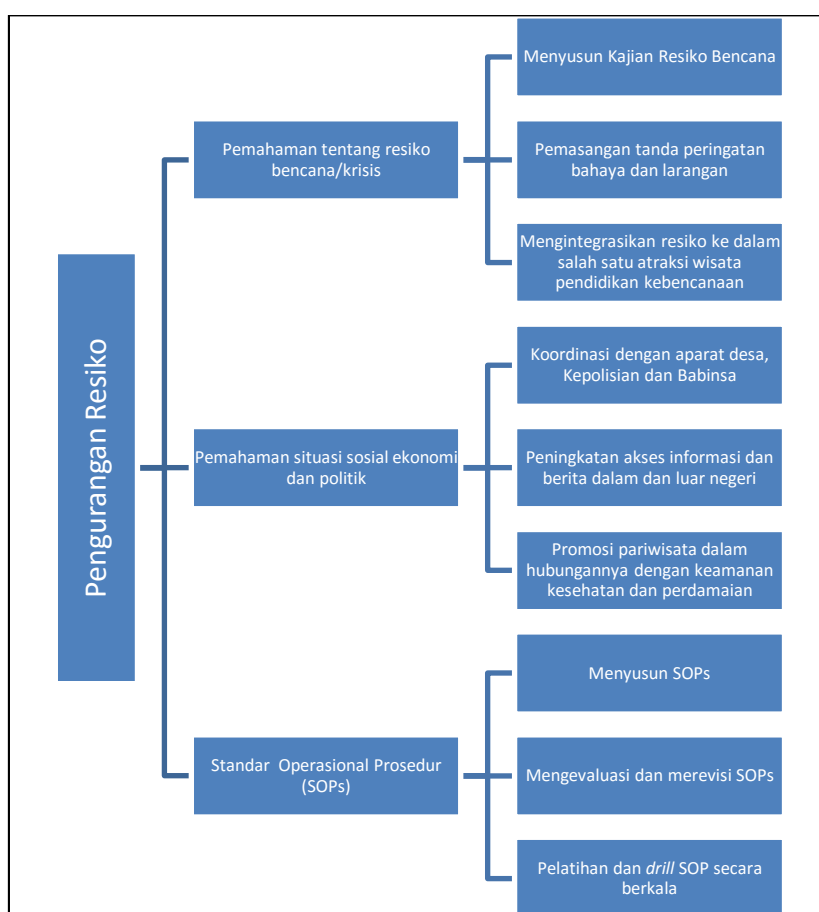 Pengurangan Resiko
Pemahaman tentang resiko
bencana/krisis
Menyusun Kajian Resiko Bencana
Pemasangan tanda peringatan
bahaya dan larangan
Mengintegrasikan resiko ke dalam
salah satu atraksi wisata
pendidikan kebencanaan
Pemahaman situasi sosial ekonomi
dan politik
Koordinasi dengan aparat desa,
Kepolisian dan Babinsa
Peningkatan akses informasi dan
berita dalam dan luar negeri
Promosi pariwisata dalam
hubungannya dengan keamanan
kesehatan dan perdamaian
Standar Operasional Prosedur
(SOPs)
Menyusun SOPs
Mengevaluasi dan merevisi SOPs
Pelatihan dan drill SOP secara
berkala